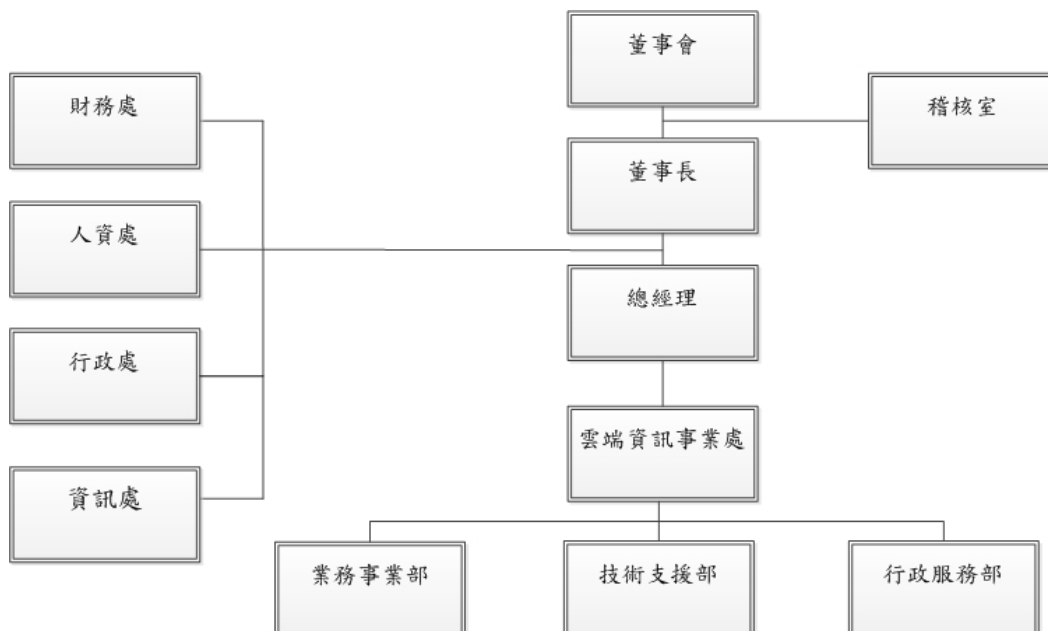 董事會
財務處
稽核室
董事長
人資處
總經理
行政處
雲端資訊事業處
資訊處
業務事業部
技術支援部
行政服務部